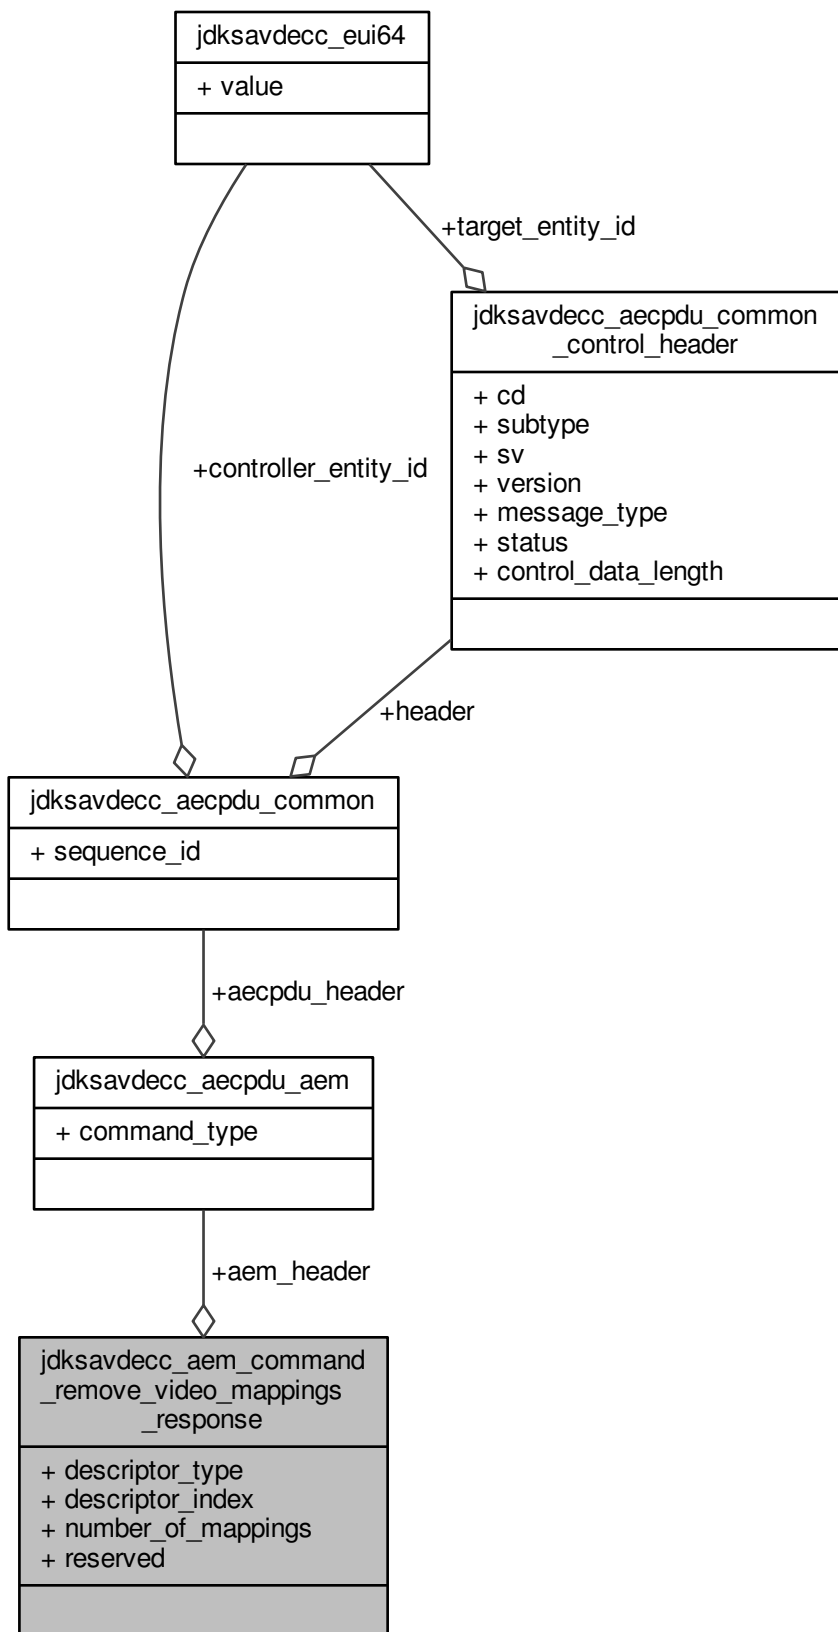 jdksavdecc_eui64
+ value
+target_entity_id
jdksavdecc_aecpdu_common
_control_header
+ cd
+ subtype
+ sv
+ version
+ message_type
+ status
+ control_data_length
+controller_entity_id
+header
jdksavdecc_aecpdu_common
+ sequence_id
+aecpdu_header
jdksavdecc_aecpdu_aem
+ command_type
+aem_header
jdksavdecc_aem_command
_remove_video_mappings
_response
+ descriptor_type
+ descriptor_index
+ number_of_mappings
+ reserved